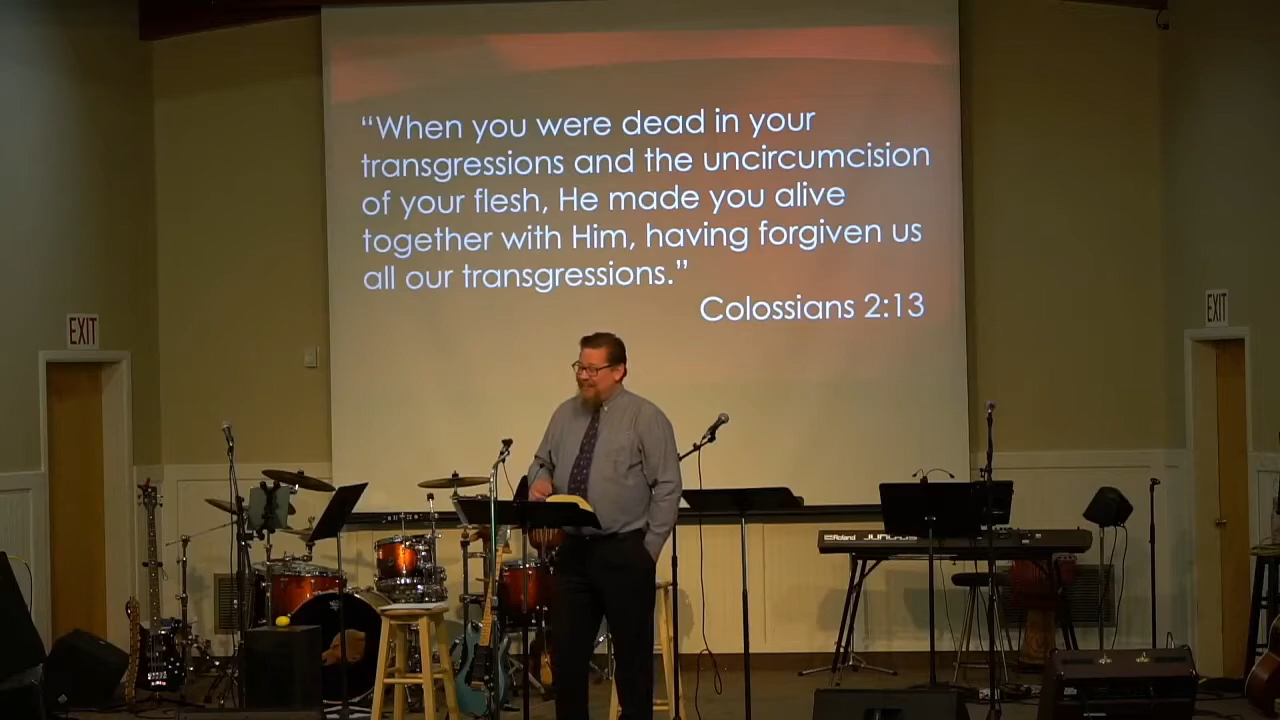 “When you were dead in your
transgressions and the uncircumcision
of your flesh, He made you alive
together with Him, having forgiven us
all our transgressions.”
Colossians 2:13
EXIT
EXIT
Roland JUNO-DS